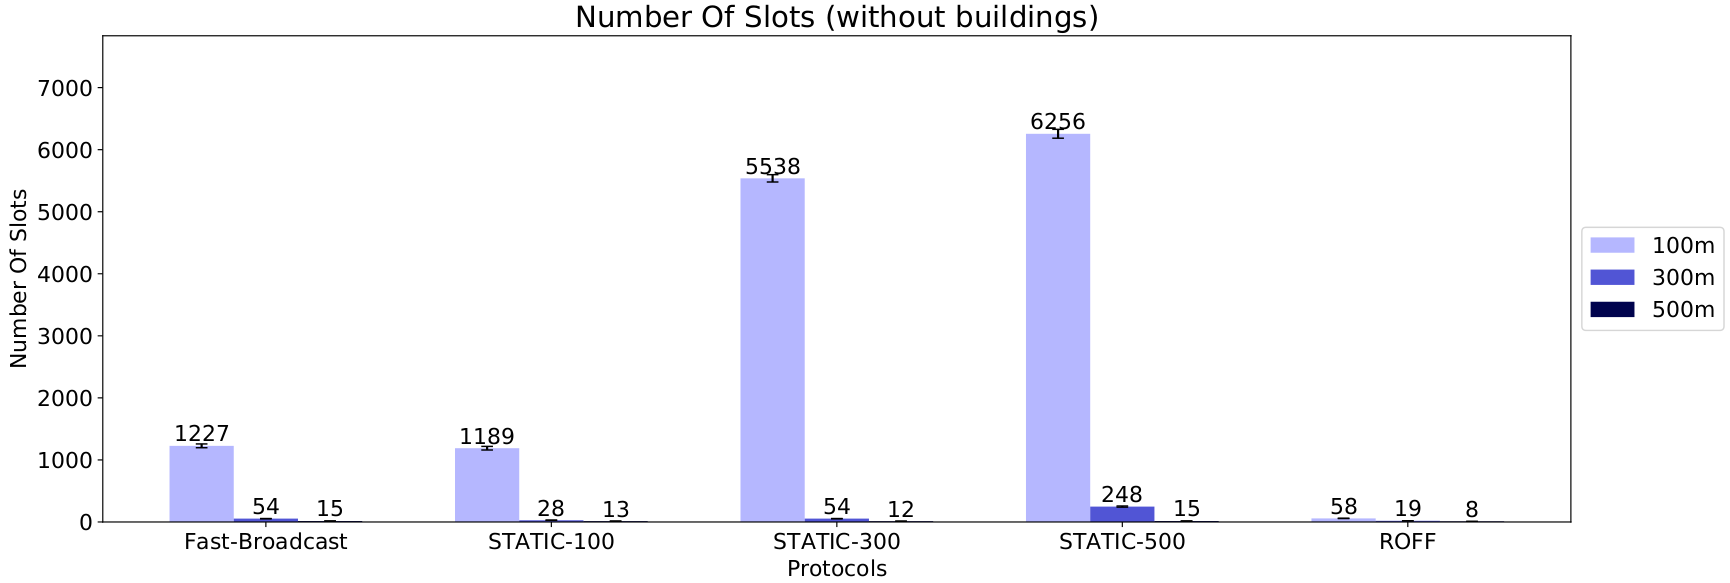 Number Of Slots (without buildings)
Number Of Slots
7000
6000
5000
4000
3000
2000
1000
0
1227
54
15
1189
28
13
5538
54
12
6256
248
15
58
19
8
Fast-Broadcast
STATIC-100
STATIC-300
STATIC-500
ROFF
Protocols
100m
300m
500m